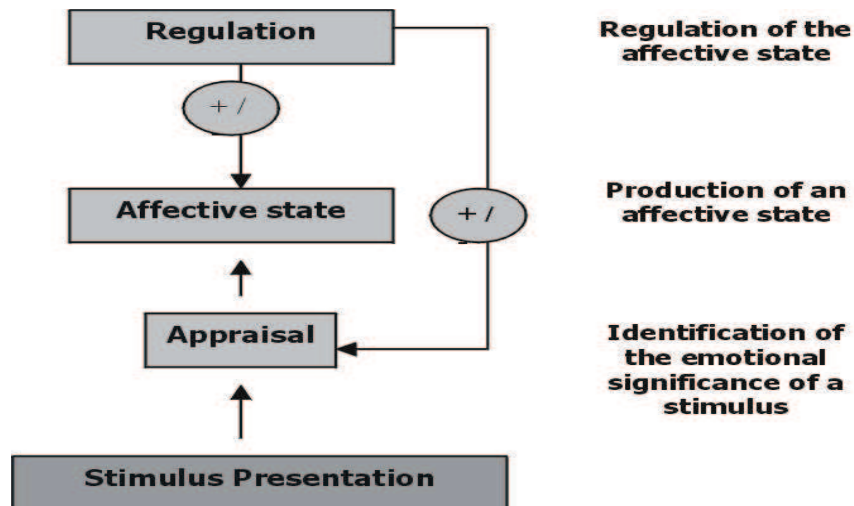 Regulation
Regulation of the
affective state
+ /
Affective state
+ /
Production of an
affective state
Appraisal
Identification of
the emotional
significance of a
stimulus
Stimulus Presentation